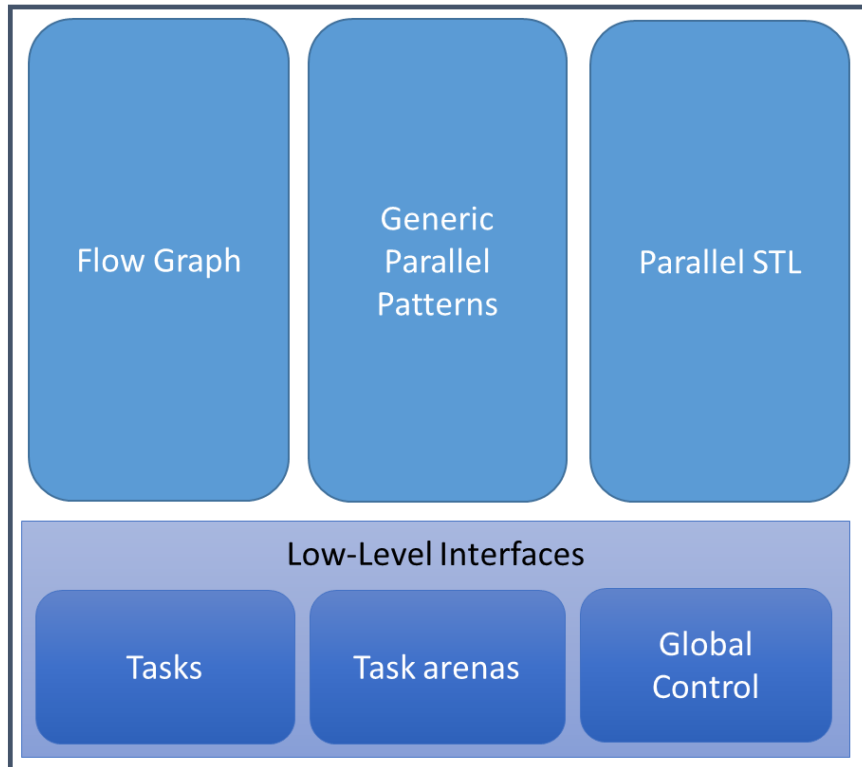 Flow Graph
Generic
Parallel
Patterns
Parallel STL
Low-Level Interfaces
Tasks
Task arenas
Global
Control